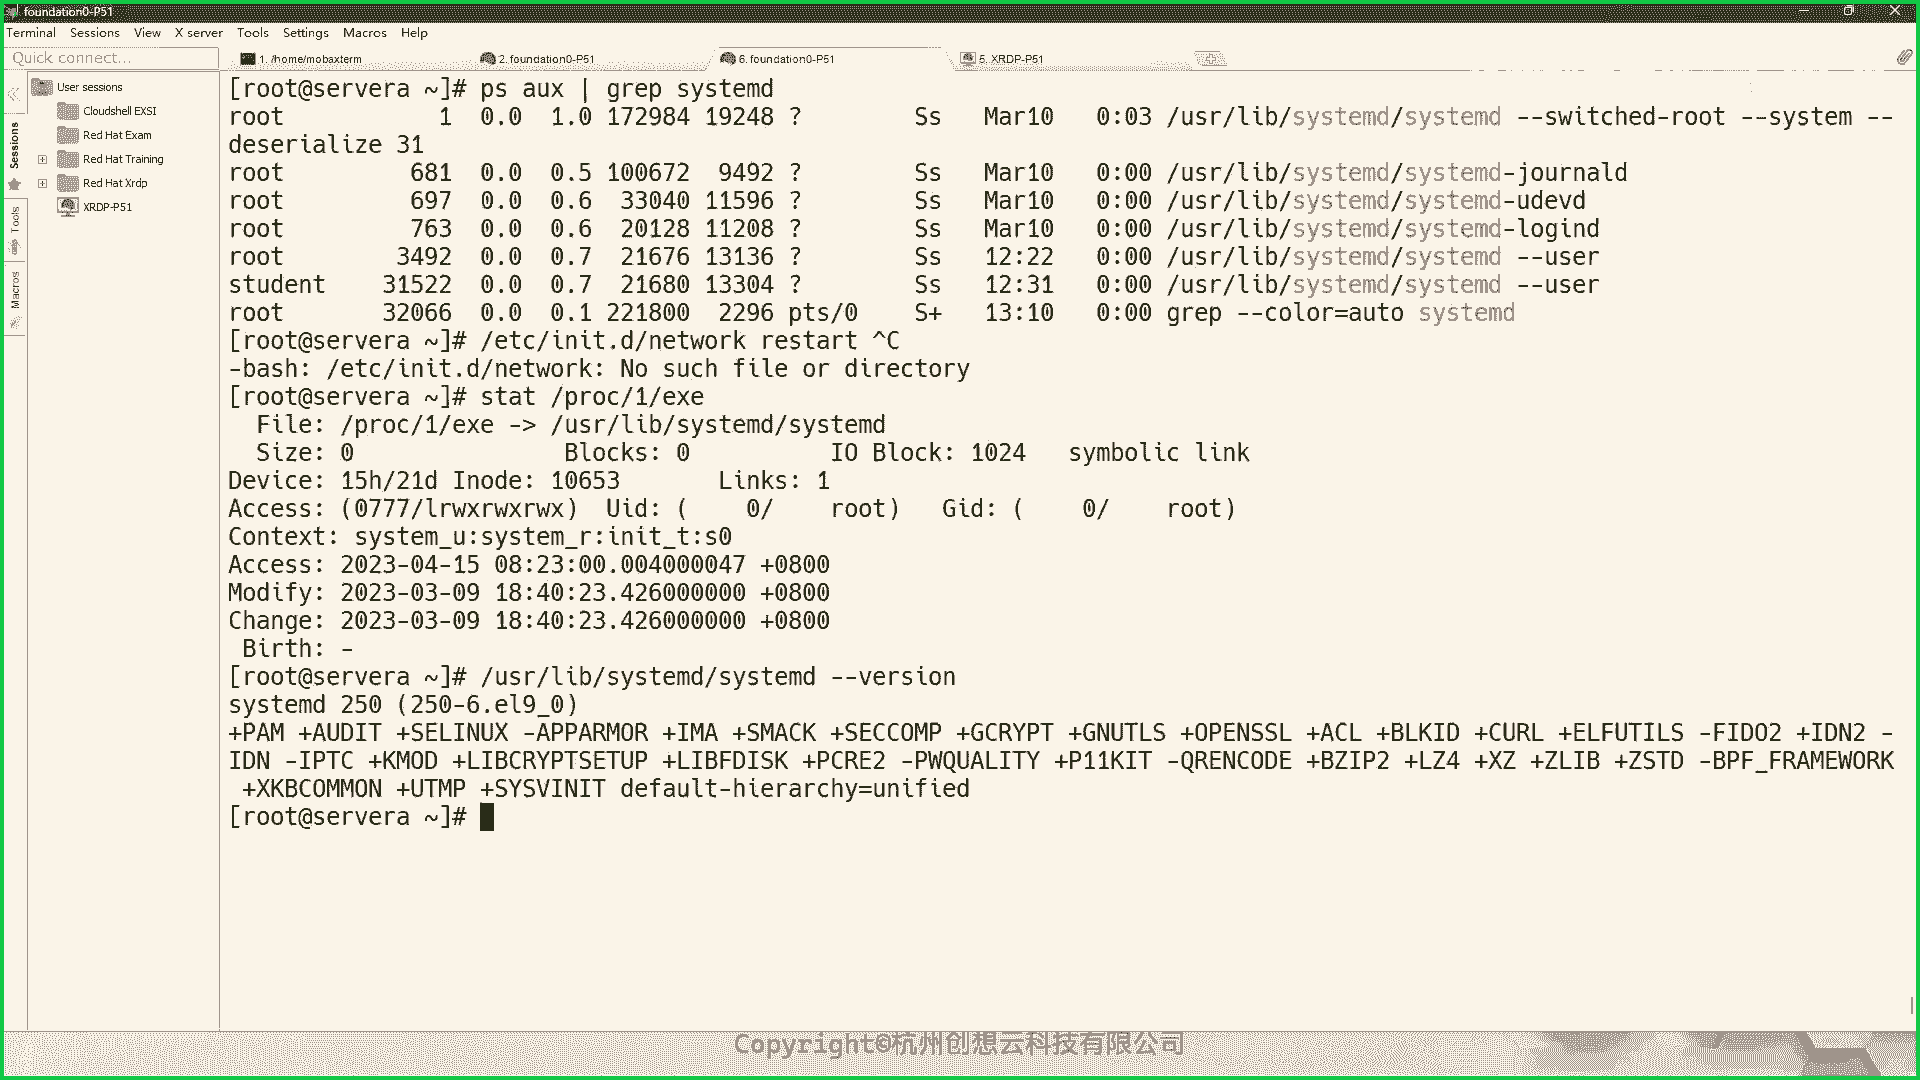 foundation0-P51
Terminal Sessions View X server Tools Settings Macros Help
Quick connect...
1. /home/mobaxterm
2. foundation0-P51
6. foundation0-P51
5. XRDP-P51
User sessions
Cloudshell EXSI
Red Hat Exam
Red Hat Training
Red Hat Xrdp
XRDP-P51
Sessions
Tools
Macros
[root@servera ~]# ps aux | grep systemd
root           1  0.0  1.0 172984 19248 ?        Ss   Mar10   0:03 /usr/lib/systemd/systemd --switched-root --system --
deserialize 31
root         681  0.0  0.5 100672  9492 ?        Ss   Mar10   0:00 /usr/lib/systemd/systemd-journald
root         697  0.0  0.6  33040 11596 ?        Ss   Mar10   0:00 /usr/lib/systemd/systemd-udevd
root         763  0.0  0.6  20128 11208 ?        Ss   Mar10   0:00 /usr/lib/systemd/systemd-logind
root        3492  0.0  0.7  21676 13136 ?        Ss   12:22   0:00 /usr/lib/systemd/systemd --user
student    31522  0.0  0.7  21680 13304 ?        Ss   12:31   0:00 /usr/lib/systemd/systemd --user
root       32066  0.0  0.1 221800  2296 pts/0    S+   13:10   0:00 grep --color=auto systemd
[root@servera ~]# /etc/init.d/network restart ^C
-bash: /etc/init.d/network: No such file or directory
[root@servera ~]# stat /proc/1/exe
  File: /proc/1/exe -> /usr/lib/systemd/systemd
  Size: 0               Blocks: 0          IO Block: 1024   symbolic link
Device: 15h/21d Inode: 10653       Links: 1
Access: (0777/lrwxrwxrwx)  Uid: (    0/    root)   Gid: (    0/    root)
Context: system_u:system_r:init_t:s0
Access: 2023-04-15 08:23:00.004000047 +0800
Modify: 2023-03-09 18:40:23.426000000 +0800
Change: 2023-03-09 18:40:23.426000000 +0800
 Birth: -
[root@servera ~]# /usr/lib/systemd/systemd --version
systemd 250 (250-6.el9_0)
+PAM +AUDIT +SELINUX -APPARMOR +IMA +SMACK +SECCOMP +GCRYPT +GNUTLS +OPENSSL +ACL +BLKID +CURL +ELFUTILS -FIDO2 +IDN2 -
IDN -IPTC +KMOD +LIBCRYPTSETUP +LIBFDISK +PCRE2 -PWQUALITY +P11KIT -QRENCODE +BZIP2 +LZ4 +XZ +ZLIB +ZSTD -BPF_FRAMEWORK
 +XKBCOMMON +UTMP +SYSVINIT default-hierarchy=unified
[root@servera ~]#
Copyright©杭州创想云科技有限公司